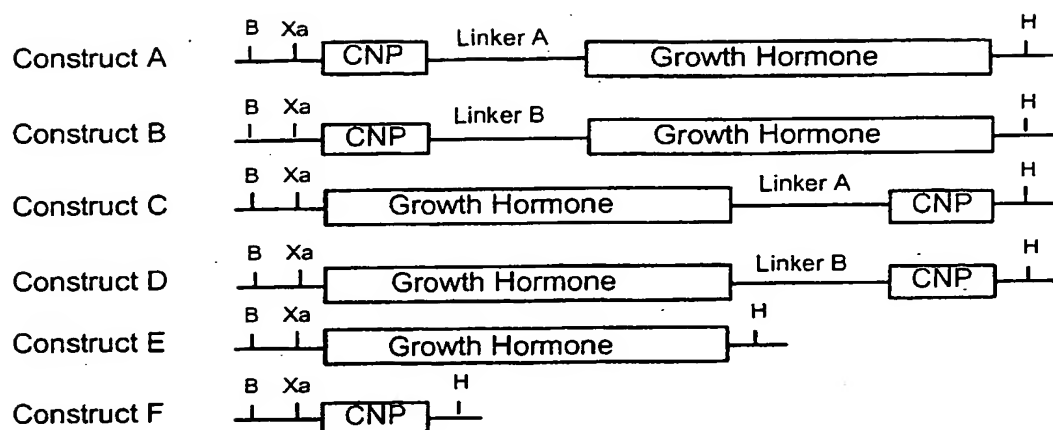 B Xa H
Construct A CNP Linker A Growth Hormone
B Xa H
Construct B CNP Linker B Growth Hormone
B Xa H
Construct C Growth Hormone Linker A CNP
B Xa H
Construct D Growth Hormone Linker B CNP
B Xa H
Construct E Growth Hormone
B Xa H
Construct F CNP